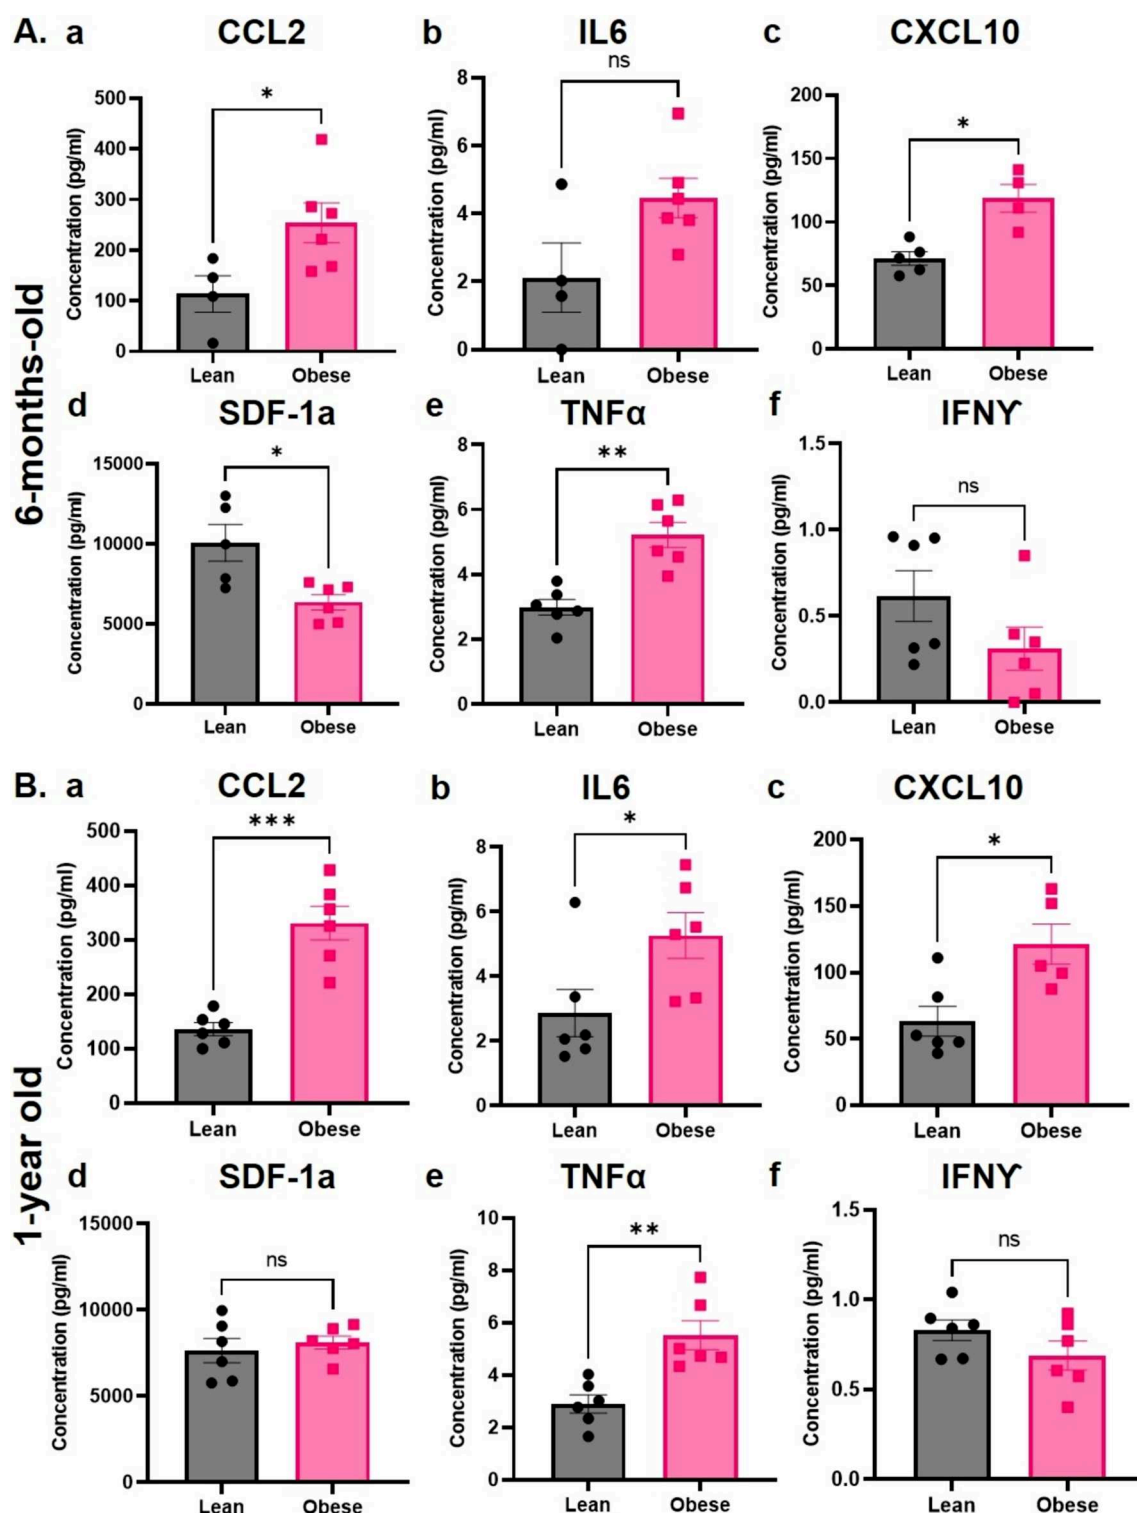 A. a CCL2 b IL6 c CXCL10
6-months-old
Concentration (pg/ml)
500
400
300
200
100
0
*
Lean Obese
Concentration (pg/ml)
8
6
4
2
0
ns
Lean Obese
Concentration (pg/ml)
200
150
100
50
0
*
Lean Obese
d SDF-1a e TNFα f IFNϒ
Concentration (pg/ml)
15000
10000
5000
0
*
Lean Obese
Concentration (pg/ml)
8
6
4
2
0
**
Lean Obese
Concentration (pg/ml)
1.5
1.0
0.5
0.0
ns
Lean Obese
B. a CCL2 b IL6 c CXCL10
1-year old
Concentration (pg/ml)
500
400
300
200
100
0
***
Lean Obese
Concentration (pg/ml)
8
6
4
2
0
*
Lean Obese
Concentration (pg/ml)
200
150
100
50
0
*
Lean Obese
d SDF-1a e TNFα f IFNϒ
Concentration (pg/ml)
15000
10000
5000
0
ns
Lean Obese
Concentration (pg/ml)
10
8
6
4
2
0
**
Lean Obese
Concentration (pg/ml)
1.5
1.0
0.5
0.0
ns
Lean Obese